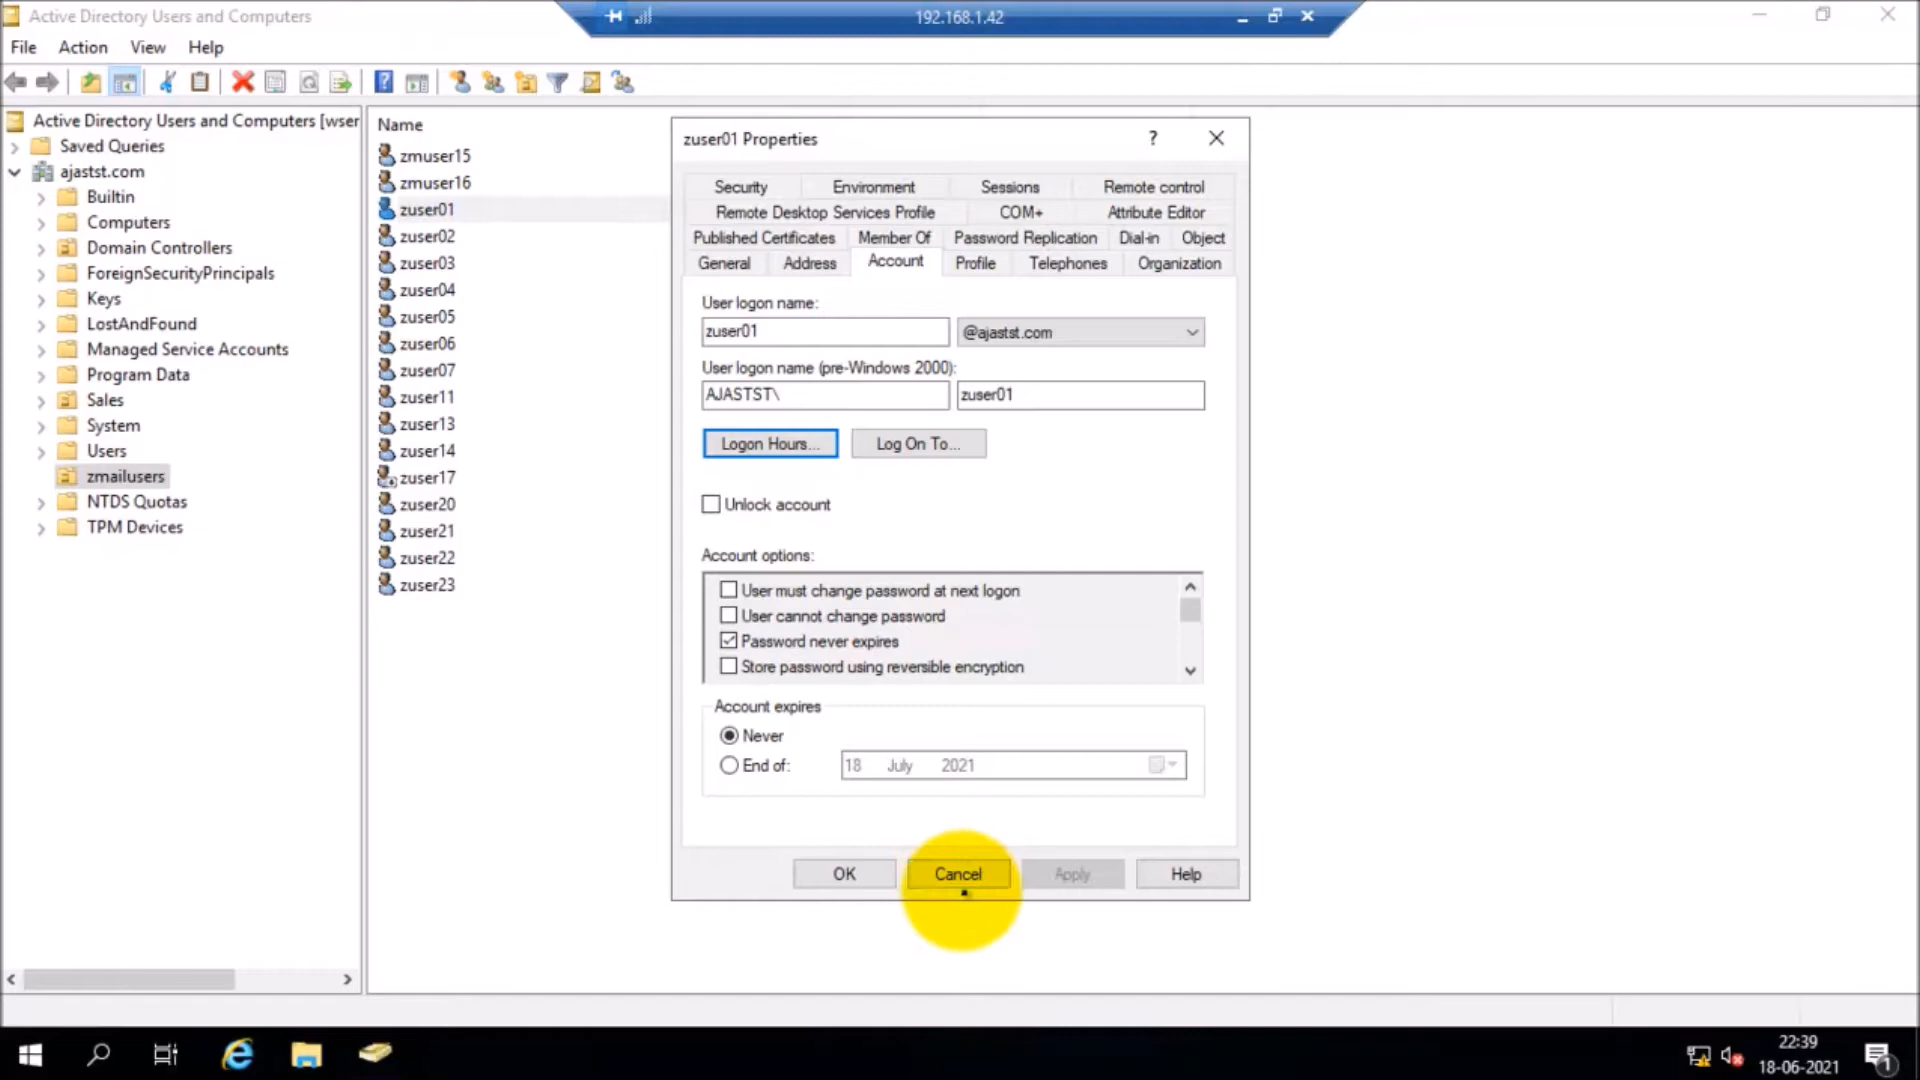 Active Directory Users and Computers
192.168.1.42
File Action View Help
Active Directory Users and Computers [wser
Saved Queries
ajastst.com
Builtin
Computers
Domain Controllers
ForeignSecurityPrincipals
Keys
LostAndFound
Managed Service Accounts
Program Data
Sales
System
Users
zmailusers
NTDS Quotas
TPM Devices
Name
zmuser15
zmuser16
zuser01
zuser02
zuser03
zuser04
zuser05
zuser06
zuser07
zuser11
zuser13
zuser14
zuser17
zuser20
zuser21
zuser22
zuser23
zuser01 Properties ?
Security Environment Sessions Remote control
Remote Desktop Services Profile COM+ Attribute Editor
Published Certificates Member Of Password Replication Dial-in Object
General Address Account Profile Telephones Organization
User logon name:
zuser01 @ajastst.com
User logon name (pre-Windows 2000):
AJASTST\ zuser01
Logon Hours... Log On To...
Unlock account
Account options:
User must change password at next logon
User cannot change password
Password never expires
Store password using reversible encryption
Account expires
Never
End of: 18 July 2021
OK Cancel Apply Help
22:39
18-06-2021
1